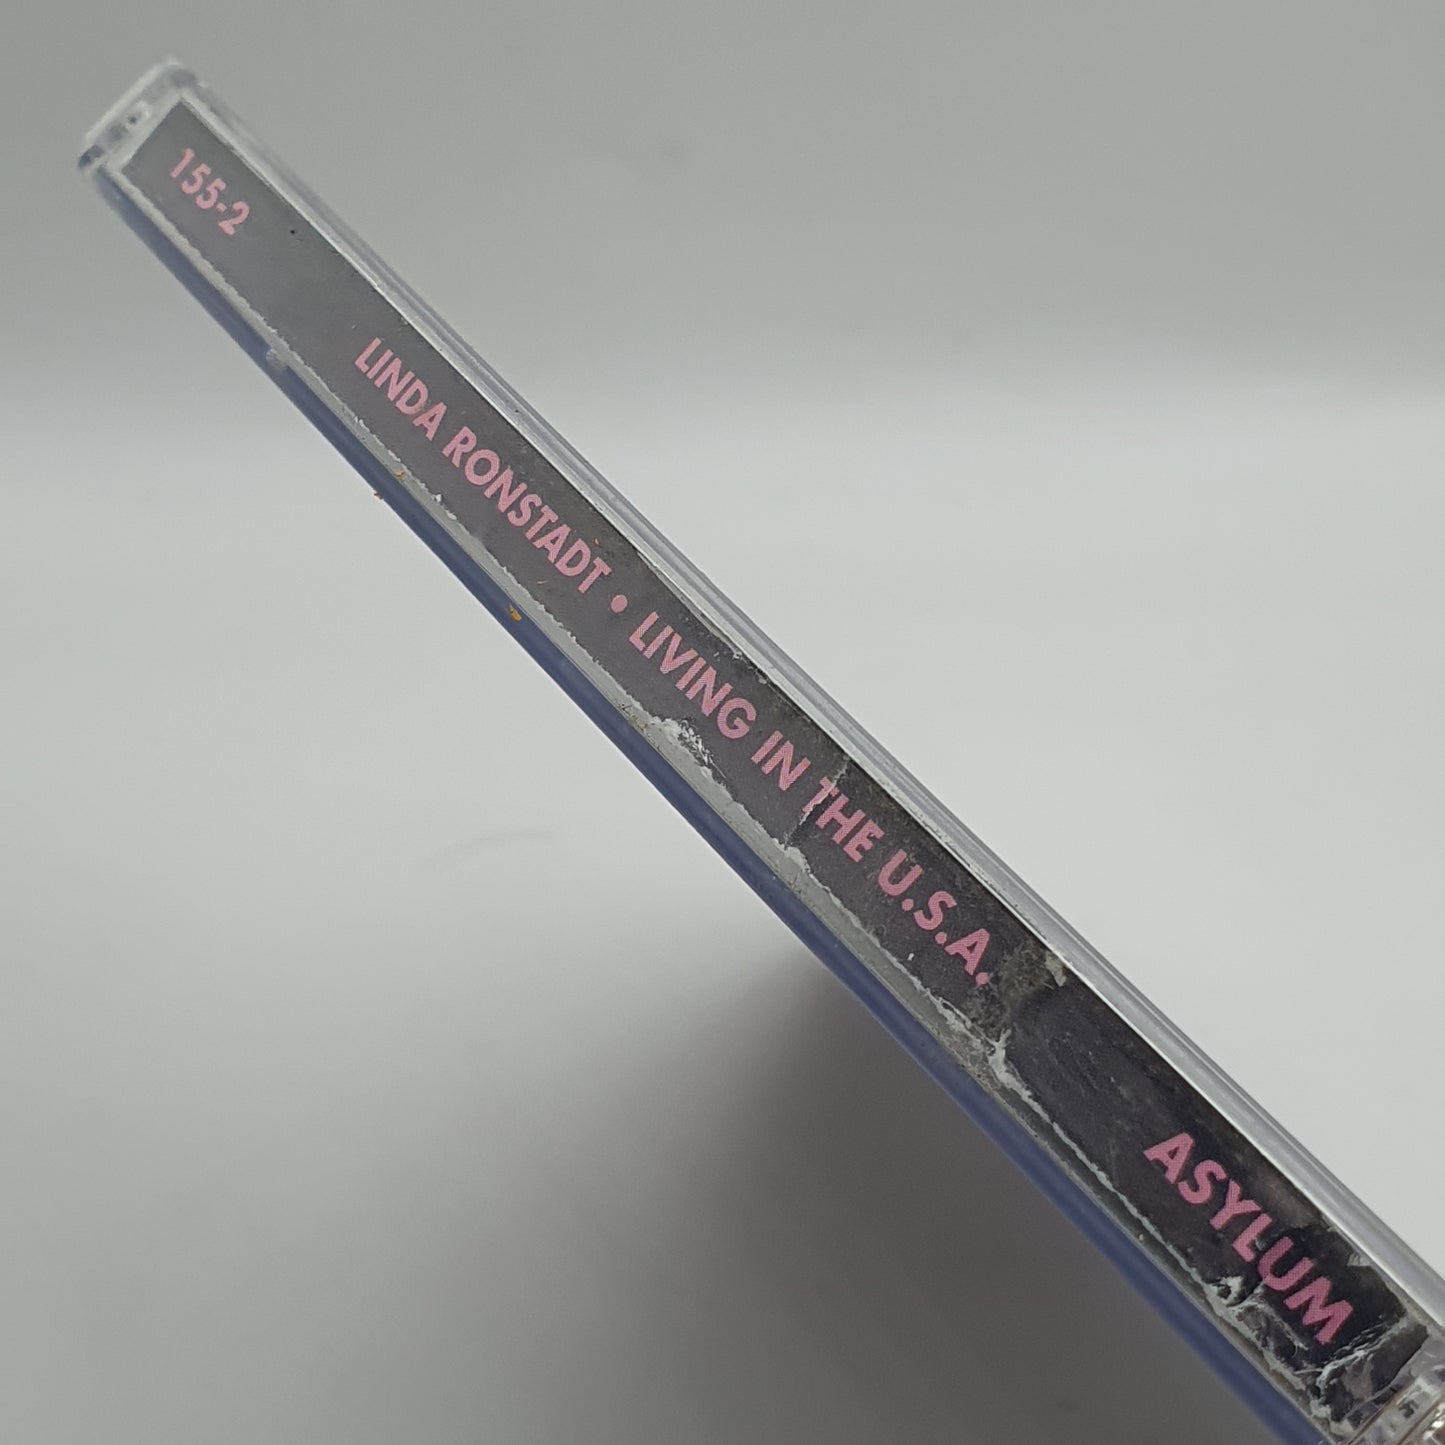 155-2 LINDA RONSTADT • LIVING IN THE U.S.A. ASYLUM